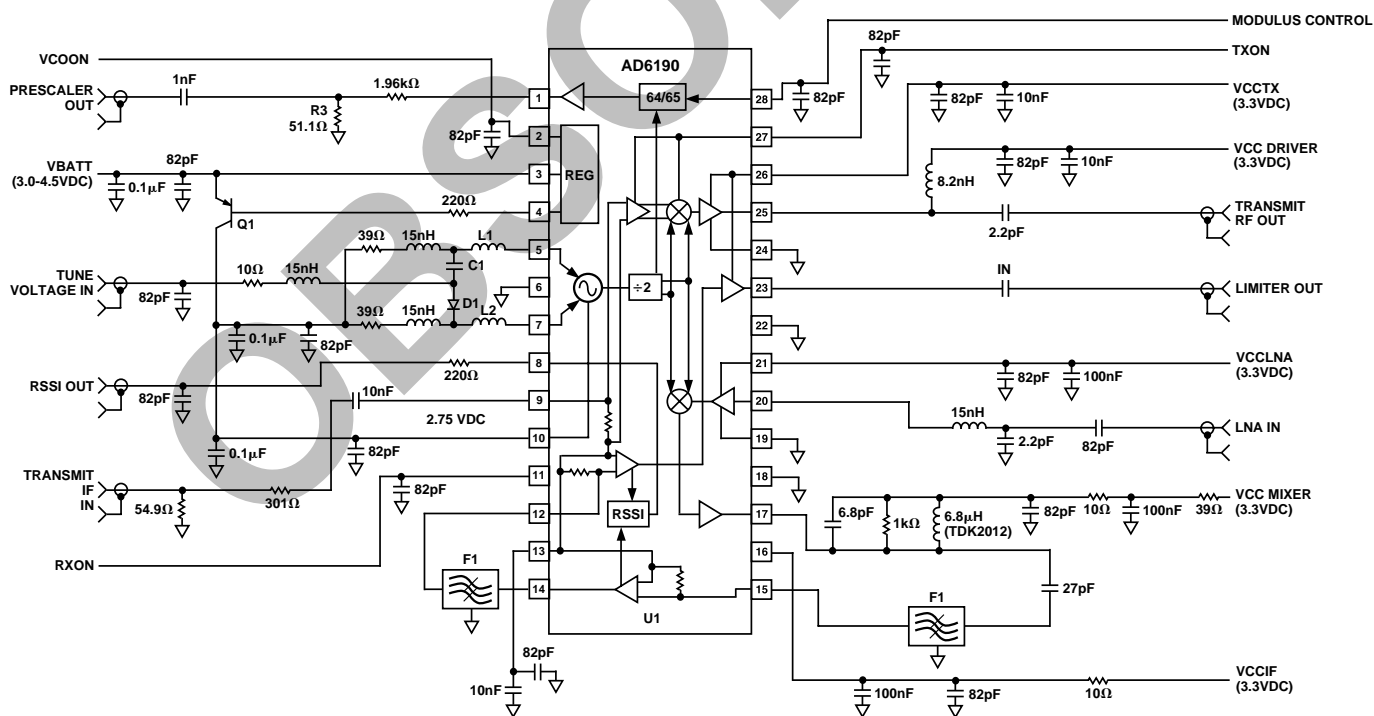 MODULUS CONTROL
82pF
TXON
VCOON
AD6190
1nF
1.96kΩ
PRESCALER
OUT
R3
51.1Ω
1
64/65
28
82pF
82pF
10nF
VCCTX
(3.3VDC)
82pF
2
27
VBATT
(3.0-4.5VDC)
82pF
0.1µF
3
REG
26
82pF
10nF
VCC DRIVER
(3.3VDC)
8.2nH
Q1
220Ω
4
25
2.2pF
TRANSMIT
RF OUT
39Ω
15nH
L1
5
24
C1
TUNE
VOLTAGE IN
10Ω
15nH
82pF
6
÷2
23
IN
LIMITER OUT
D1
39Ω
15nH
L2
7
22
0.1µF
82pF
RSSI OUT
82pF
220Ω
8
21
82pF
100nF
VCCLNA
(3.3VDC)
10nF
2.75 VDC
9
20
15nH
2.2pF
82pF
LNA IN
0.1µF
82pF
10
19
TRANSMIT
IF
IN
54.9Ω
301Ω
82pF
11
18
12
RSSI
17
6.8pF
1kΩ
6.8µH
(TDK2012)
82pF
10Ω
100nF
39Ω
VCC MIXER
(3.3VDC)
RXON
13
16
F1
14
15
27pF
U1
F1
82pF
10nF
100nF
82pF
10Ω
VCCIF
(3.3VDC)
OBSO